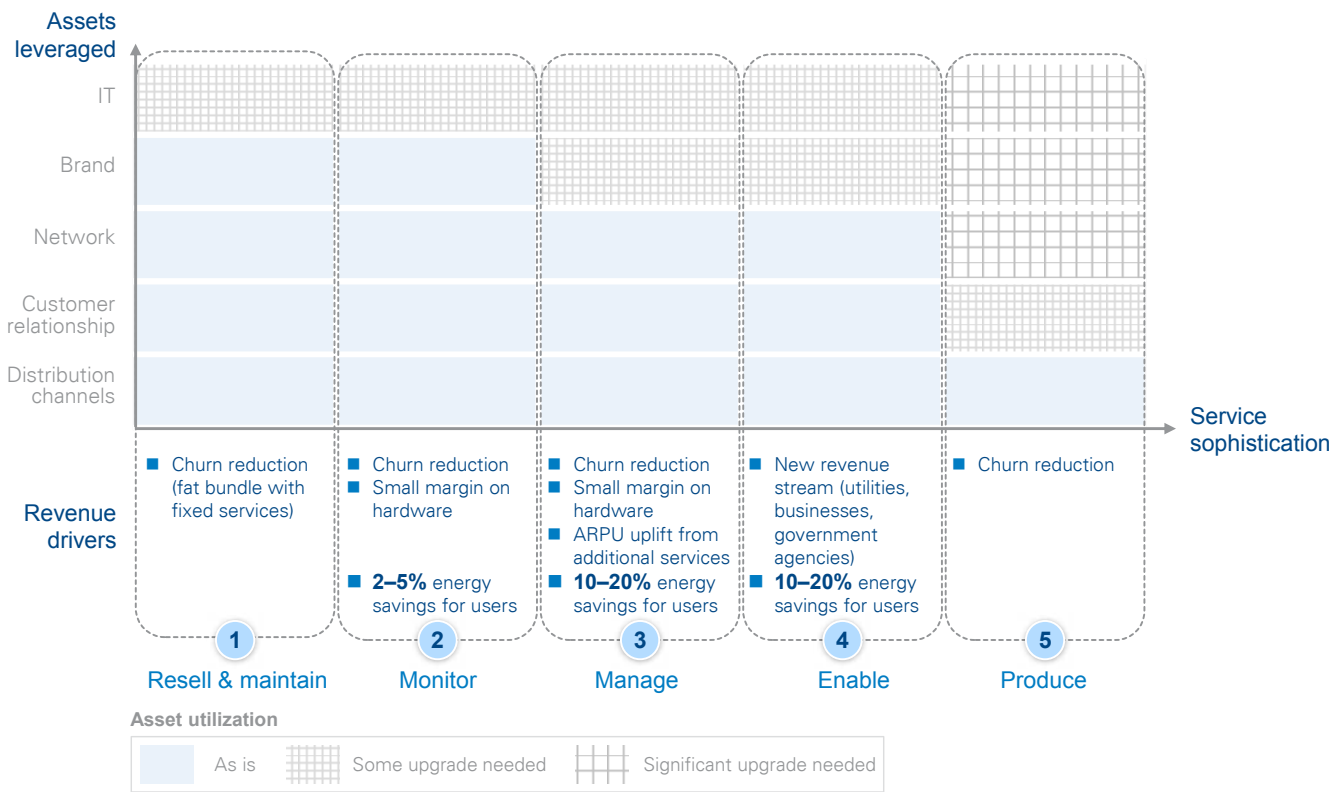 Assets
leveraged
IT
Brand
Network
Customer
relationship
Distribution
channels
Service
sophistication
Revenue
drivers
■ Churn reduction
(fat bundle with
fixed services)
■ Churn reduction
■ Small margin on
hardware
■ 2–5% energy
savings for users
■ Churn reduction
■ Small margin on
hardware
■ ARPU uplift from
additional services
■ 10–20% energy
savings for users
■ New revenue
stream (utilities,
businesses,
government
agencies)
■ 10–20% energy
savings for users
■ Churn reduction
1
Resell & maintain
2
Monitor
3
Manage
4
Enable
5
Produce
Asset utilization
As is
Some upgrade needed
Significant upgrade needed